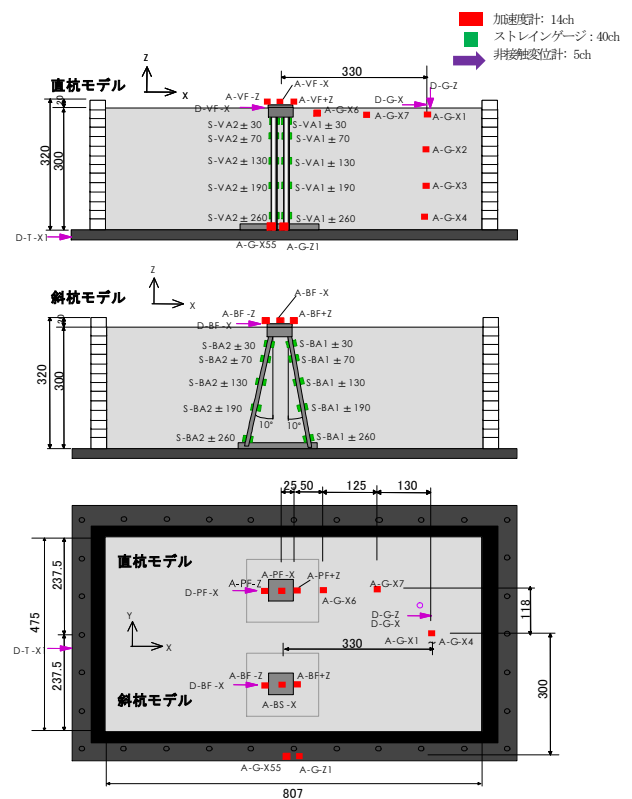 加速度計: 14ch
ストレインゲージ : 40ch
非接触変位計: 5ch
直杭モデル
Z
X
330
A-VF-X
A-VF-Z
A-VF+Z
D-VF-X
A-G-X6
A-G-X7
D-G-X
D-G-Z
A-G-X1
A-G-X2
A-G-X3
A-G-X4
S-VA2±30
S-VA1±30
S-VA2±70
S-VA1±70
S-VA2±130
S-VA1±130
S-VA2±190
S-VA1±190
S-VA2±260
S-VA1±260
20
320
300
D-T-X1
A-G-X55
A-G-Z1
斜杭モデル
Z
X
A-BF-X
A-BF-Z
A-BF+Z
D-BF-X
S-BA2±30
S-BA1±30
S-BA2±70
S-BA1±70
S-BA2±130
S-BA1±130
S-BA2±190
S-BA1±190
S-BA2±260
S-BA1±260
10°
10°
20
320
300
25
50
125
130
直杭モデル
A-PF-X
A-PF-Z
A-PF+Z
D-PF-X
A-G-X6
A-G-X7
D-G-Z
D-G-X
A-G-X1
A-G-X4
118
300
237.5
475
237.5
D-T-X1
Y
X
330
斜杭モデル
A-BF-Z
A-BF+Z
D-BF-X
A-BS-X
A-G-X55
A-G-Z1
807